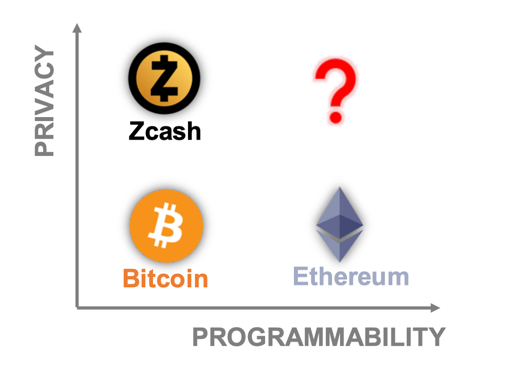 PRIVACY
Zcash
?
Bitcoin
Ethereum
PROGRAMMABILITY